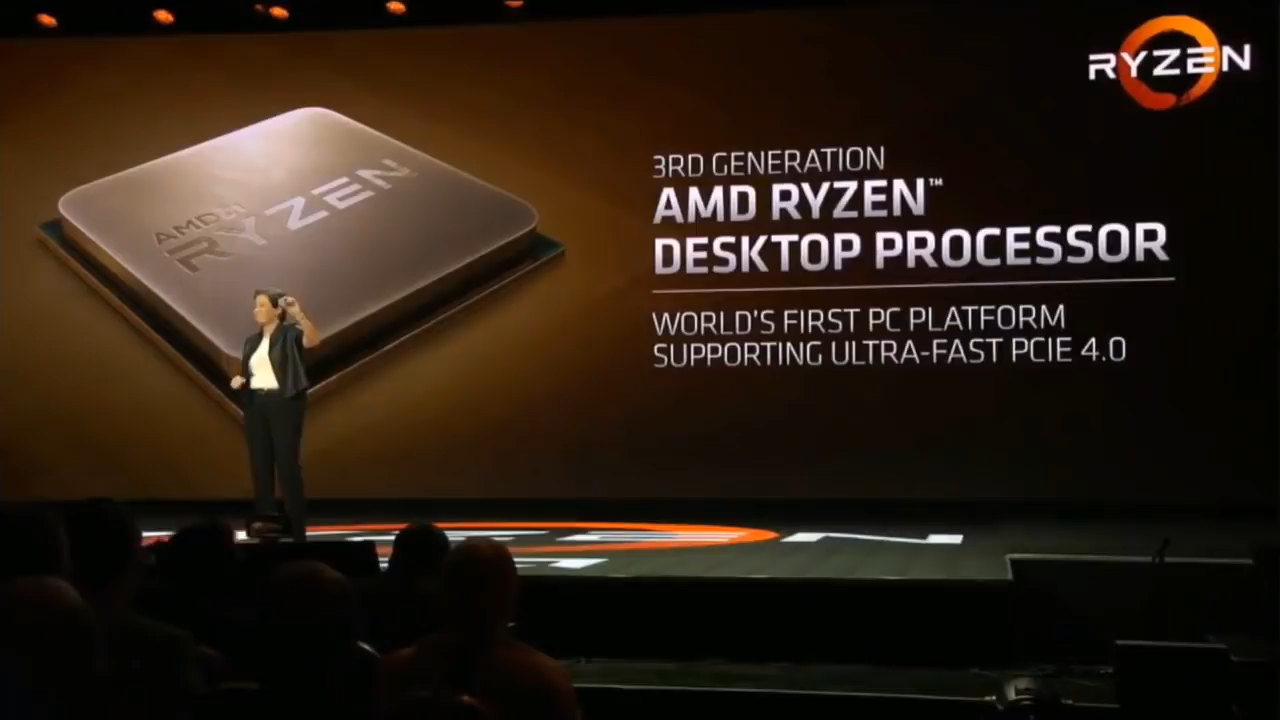 RYZEN
3RD GENERATION
AMD RYZEN™
DESKTOP PROCESSOR
WORLD'S FIRST PC PLATFORM
SUPPORTING ULTRA-FAST PCIE 4.0
AMD
RYZEN